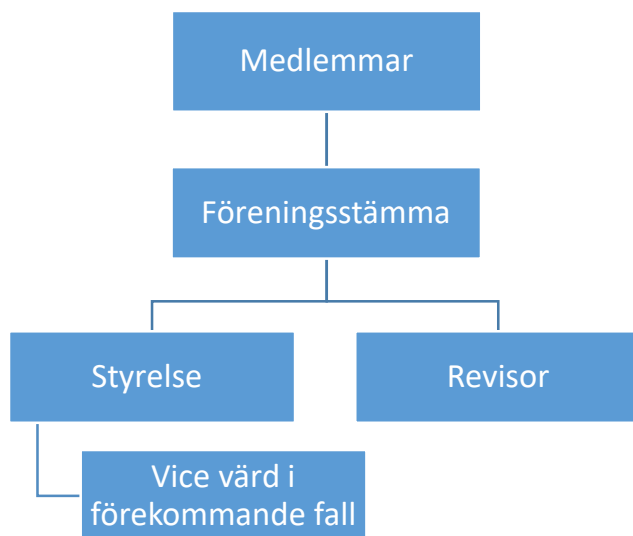 Medlemmar
Föreningsstämma
Styrelse
Revisor
Vice värd i
förekommande fall